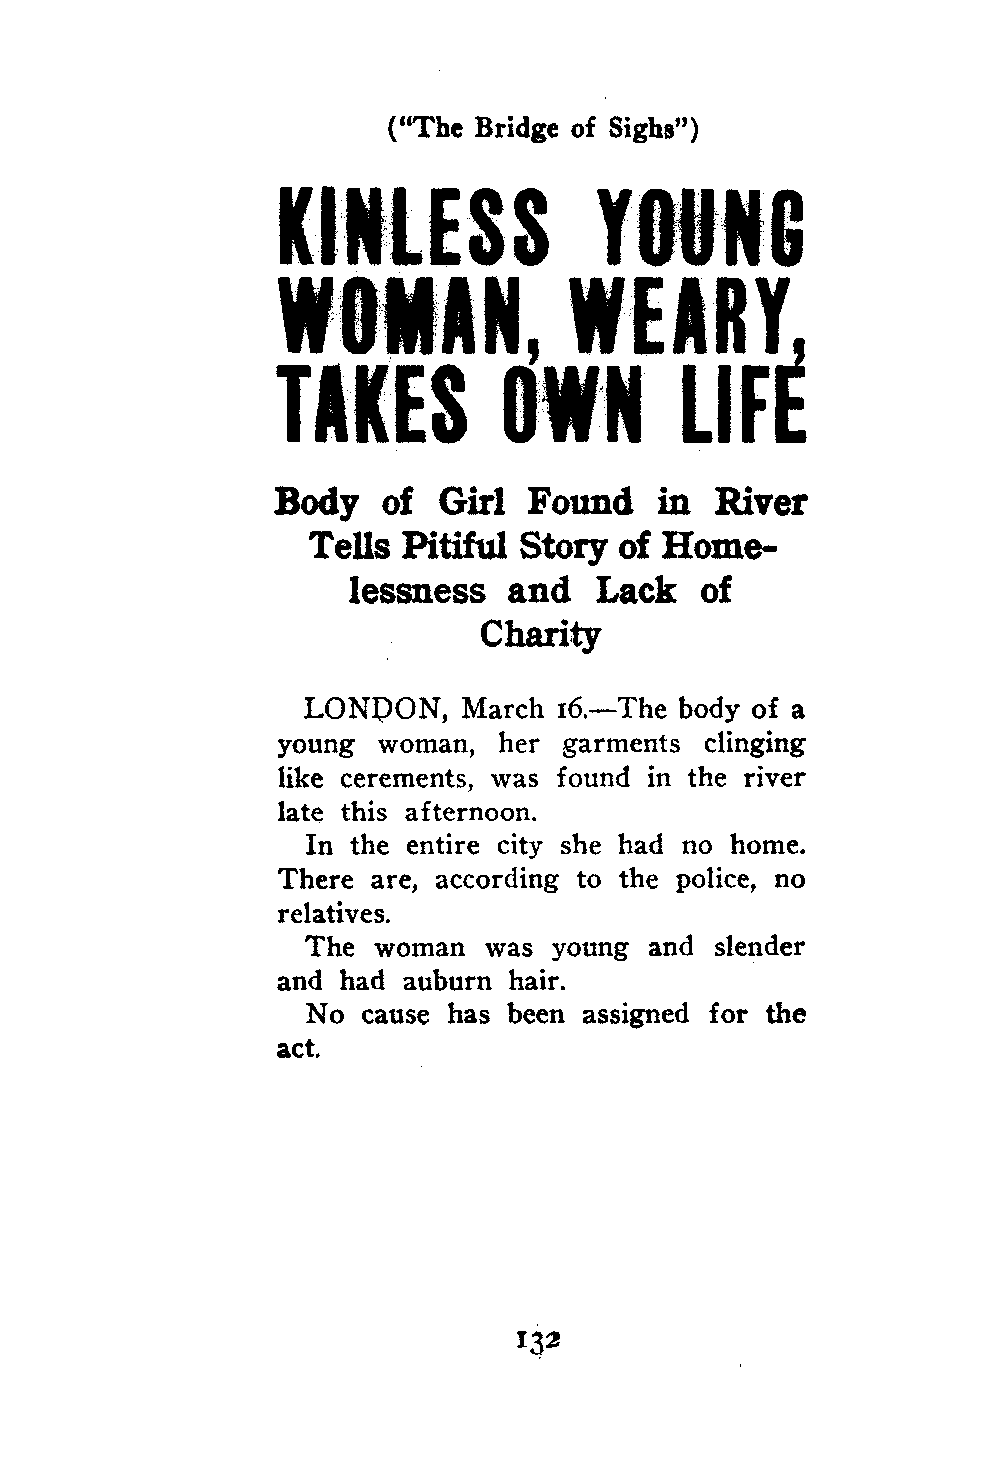 ("The Bridge of Sighs")
KINLESS YOUNG
WOMAN, WEARY,
TAKES OWN LIFE
Body of Girl Found in River
Tells Pitiful Story of Home-
lessness and Lack of
Charity
LONDON, March 16.—The body of a
young woman, her garments clinging
like cerements, was found in the river
late this afternoon.
In the entire city she had no home.
There are, according to the police, no
relatives.
The woman was young and slender
and had auburn hair.
No cause has been assigned for the
act.
132